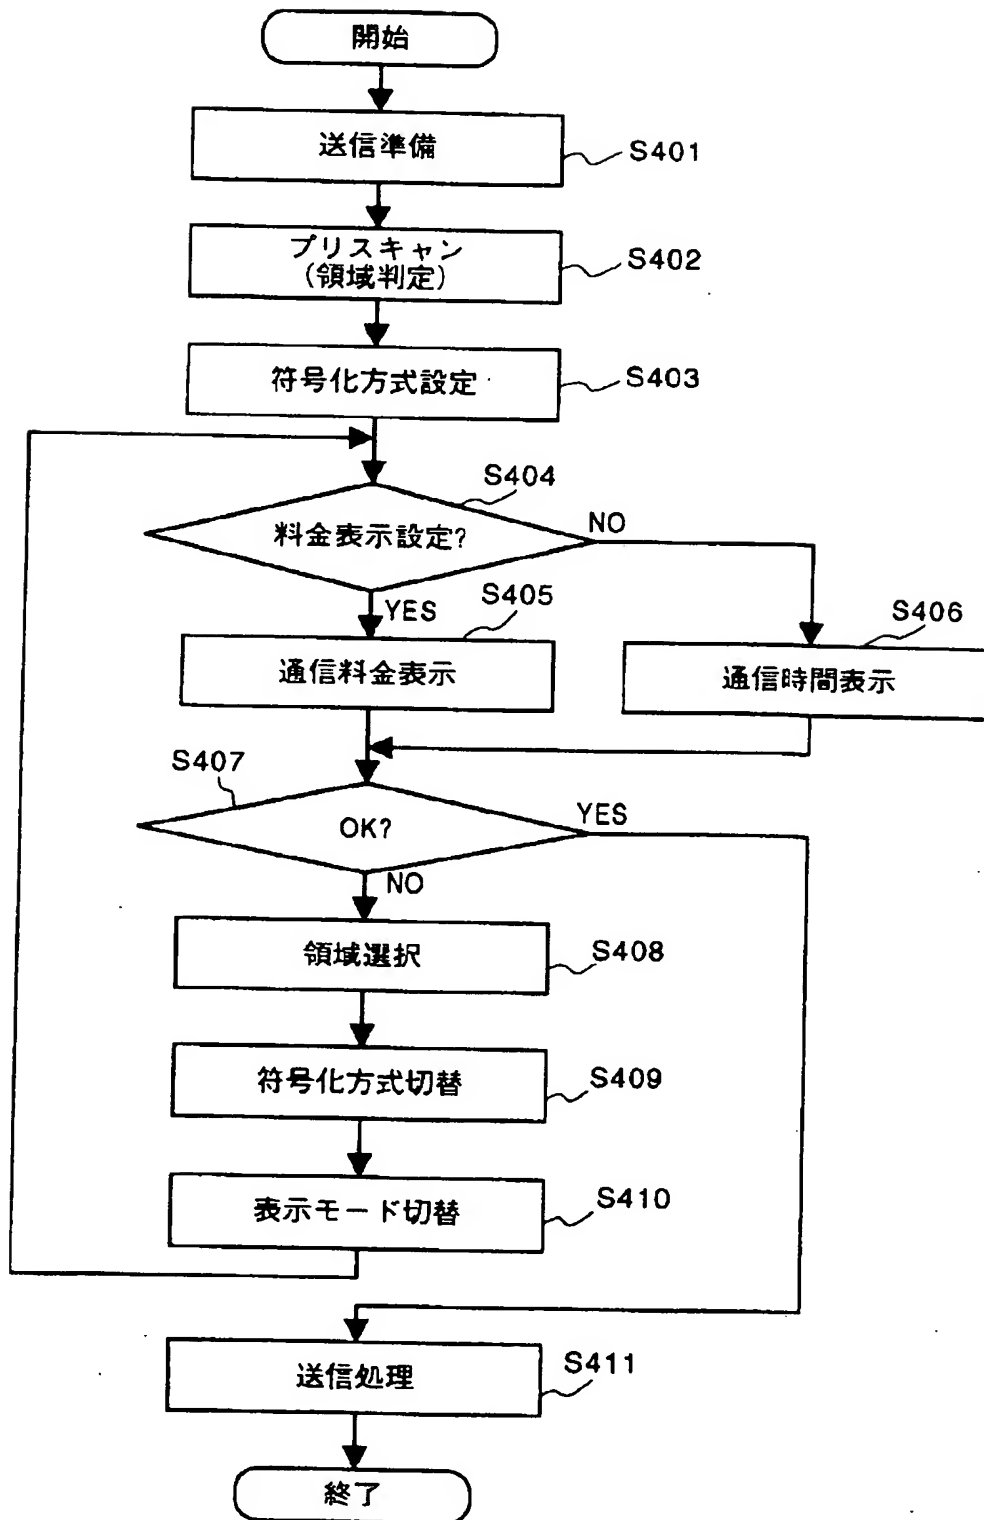 開始
送信準備
S401
プリスキャン
(領域判定)
S402
符号化方式設定
S403
S404
料金表示設定?
NO
YES
S405
通信料金表示
S406
通信時間表示
S407
OK?
YES
NO
領域選択
S408
符号化方式切替
S409
表示モード切替
S410
送信処理
S411
終了